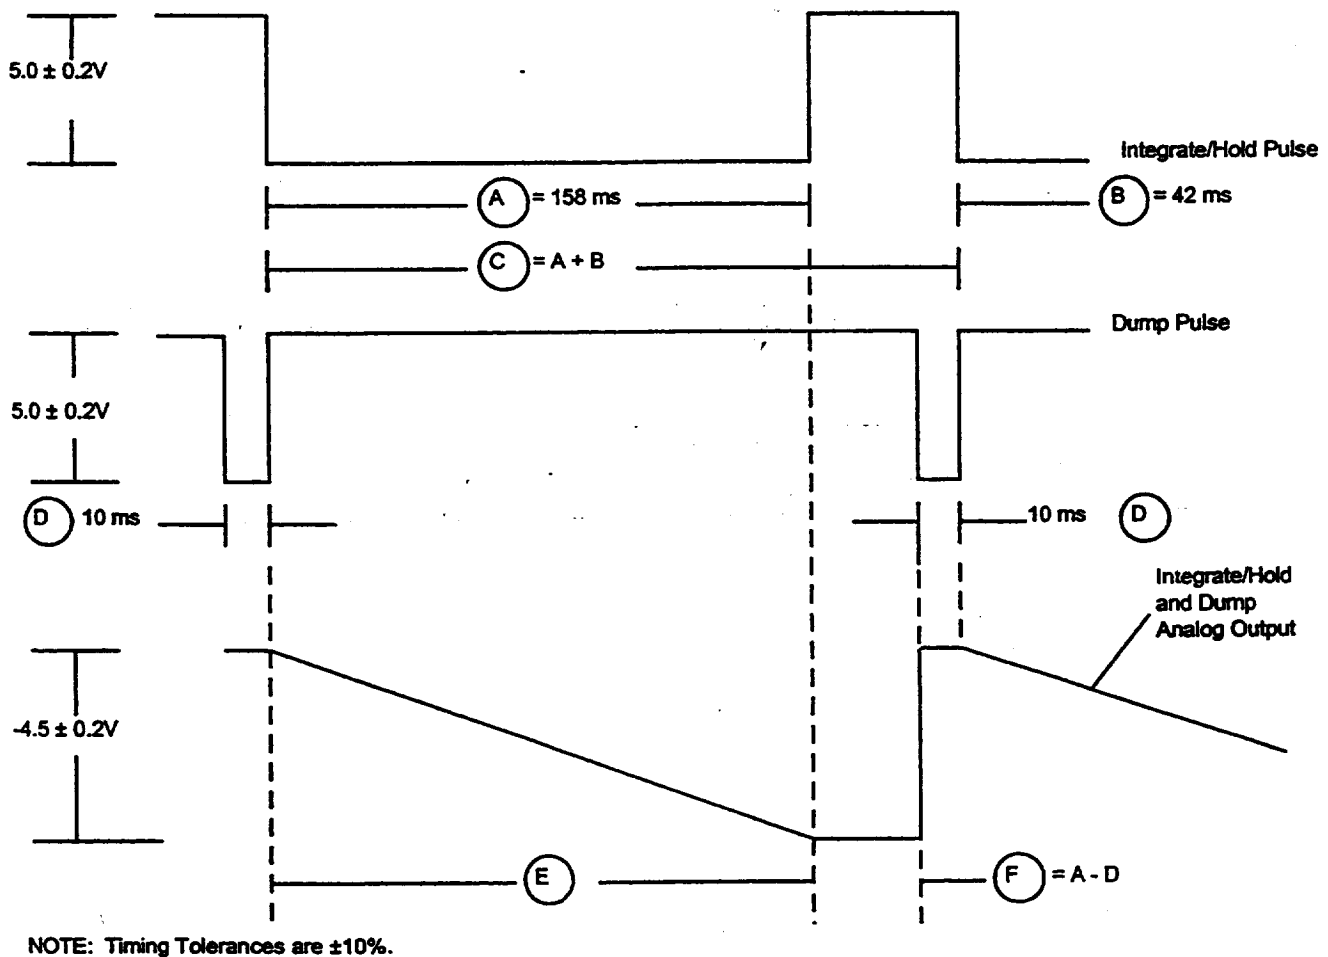 5.0 ± 0.2V
Integrate/Hold Pulse
A = 158 ms
B = 42 ms
C = A + B
Dump Pulse
5.0 ± 0.2V
D 10 ms
10 ms D
Integrate/Hold
and Dump
Analog Output
-4.5 ± 0.2V
E
F = A - D
NOTE: Timing Tolerances are ±10%.